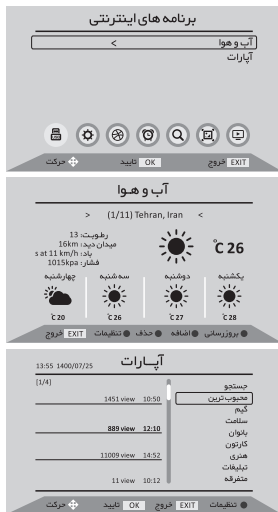 برنامه های اینترنتی
آب و هوا <
آپارات
EXIT خروج OK تایید حرکت
آب و هـوا
> (1/11) Tehran, Iran <
رطوبت: 13
میدان دید: 16km
باد: s at 11 km/h
فشار: 1015kpa
26 ℃
یکشنبه دوشنبه سه شنبه چهارشنبه
28 ℃ 27 ℃ 26 ℃ 20 ℃
بروزرسانی اضافه حذف تنظیمات EXIT خروج
آپــارات
13:55 1400/07/25
[1/4]
جستجو
محبوب ترین
گیم
سلامت
بانوان
کارتون
هنری
تبلیغات
متفرقه
1451 view 10:50
889 view 12:10
11009 view 14:52
11 view 10:12
تنظیمات EXIT خروج OK تایید حرکت